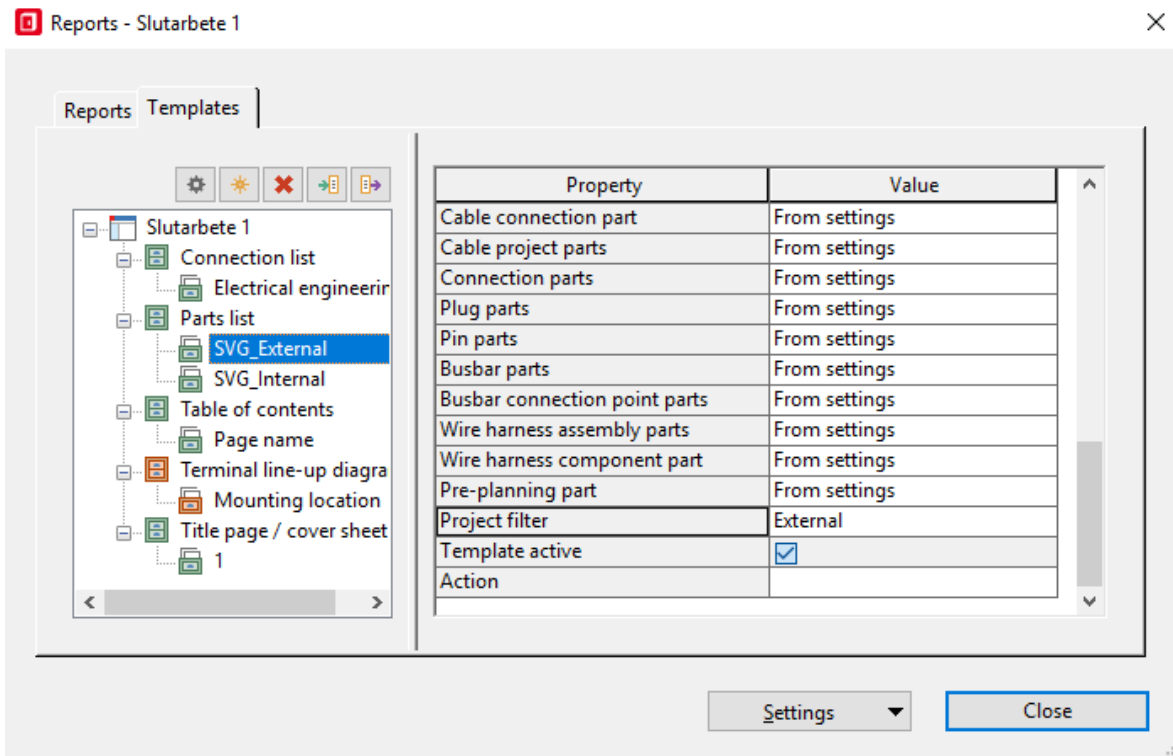 Reports - Slutarbete 1
Reports
Templates
Slutarbete 1
Connection list
Electrical engineerin
Parts list
SVG_External
SVG_Internal
Table of contents
Page name
Terminal line-up diagra
Mounting location
Title page / cover sheet
1
Property Value
Cable connection part From settings
Cable project parts From settings
Connection parts From settings
Plug parts From settings
Pin parts From settings
Busbar parts From settings
Busbar connection point parts From settings
Wire harness assembly parts From settings
Wire harness component part From settings
Pre-planning part From settings
Project filter External
Template active
Action
Settings
Close